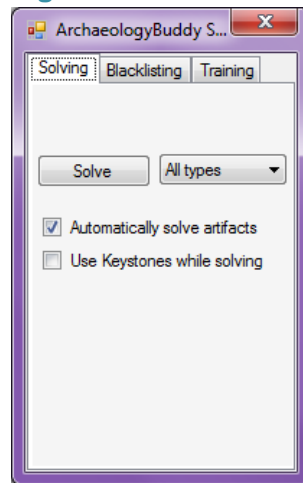 ArchaeologyBuddy S...
Solving Blacklisting Training
Solve All types
Automatically solve artifacts
Use Keystones while solving